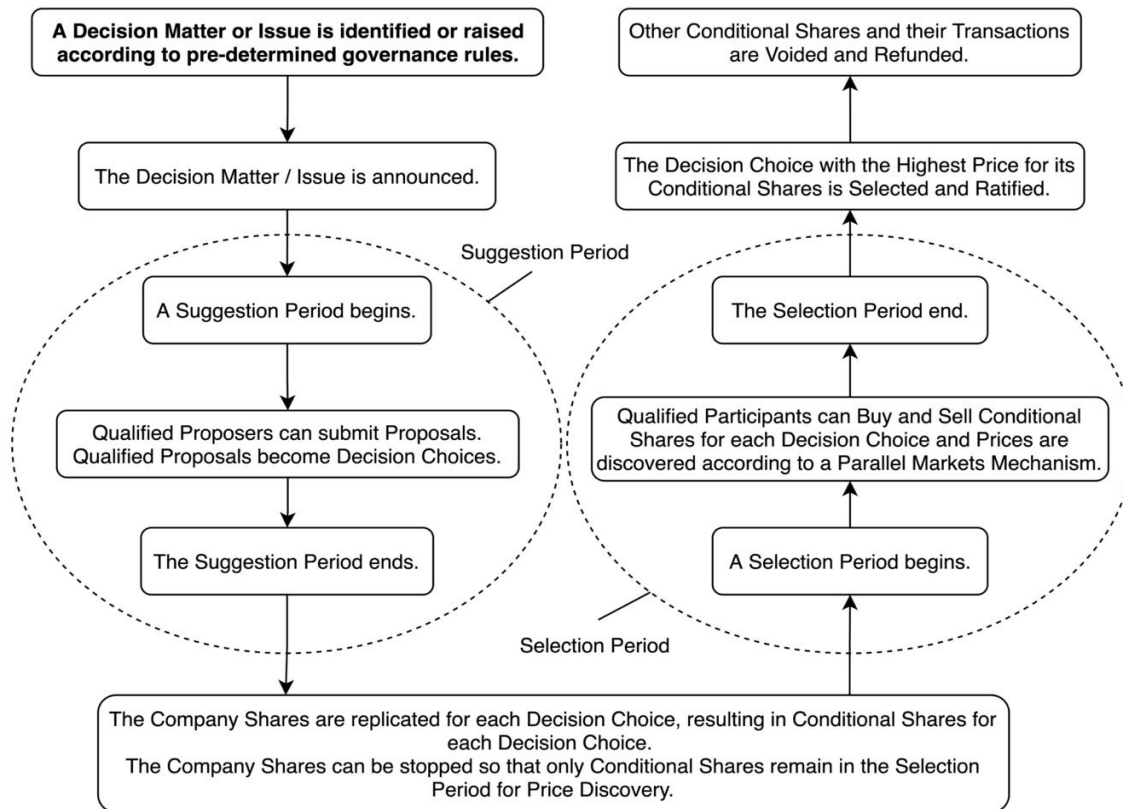 A Decision Matter or Issue is identified or raised
according to pre-determined governance rules.
The Decision Matter / Issue is announced.
Suggestion Period
A Suggestion Period begins.
Qualified Proposers can submit Proposals.
Qualified Proposals become Decision Choices.
The Suggestion Period ends.
The Company Shares are replicated for each Decision Choice, resulting in Conditional Shares for
each Decision Choice.
The Company Shares can be stopped so that only Conditional Shares remain in the Selection
Period for Price Discovery.
Selection Period
A Selection Period begins.
Qualified Participants can Buy and Sell Conditional
Shares for each Decision Choice and Prices are
discovered according to a Parallel Markets Mechanism.
The Selection Period end.
The Decision Choice with the Highest Price for its
Conditional Shares is Selected and Ratified.
Other Conditional Shares and their Transactions
are Voided and Refunded.